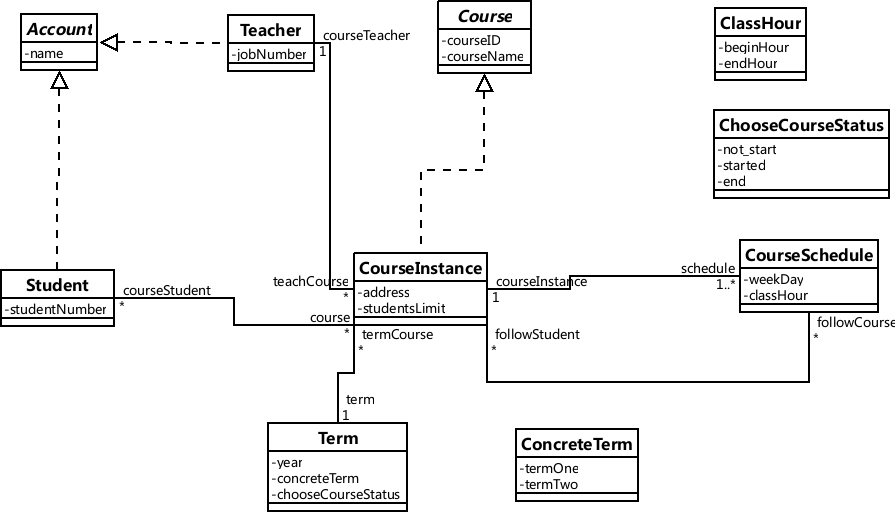 Account
-name
Teacher
-jobNumber
courseTeacher
1
Course
-courseID
-courseName
ClassHour
-beginHour
-endHour
ChooseCourseStatus
-not_start
-started
-end
Student
-studentNumber
courseStudent
*
teachCourse
*
course
*
CourseInstance
-address
-studentsLimit
termCourse
*
followStudent
*
courseInstance
1
schedule
1..*
CourseSchedule
-weekDay
-classHour
followCourse
*
term
1
Term
-year
-concreteTerm
-chooseCourseStatus
ConcreteTerm
-termOne
-termTwo